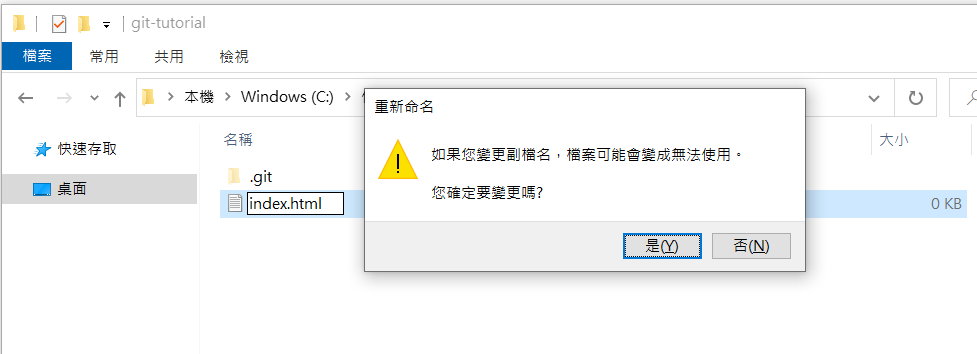 git-tutorial
檔案 常用 共用 檢視
本機 Windows (C:)
重新命名
名稱 大小
快速存取
如果您變更副檔名，檔案可能會變成無法使用。
.git
桌面
您確定要變更嗎?
index.html 0 KB
是(Y) 否(N)